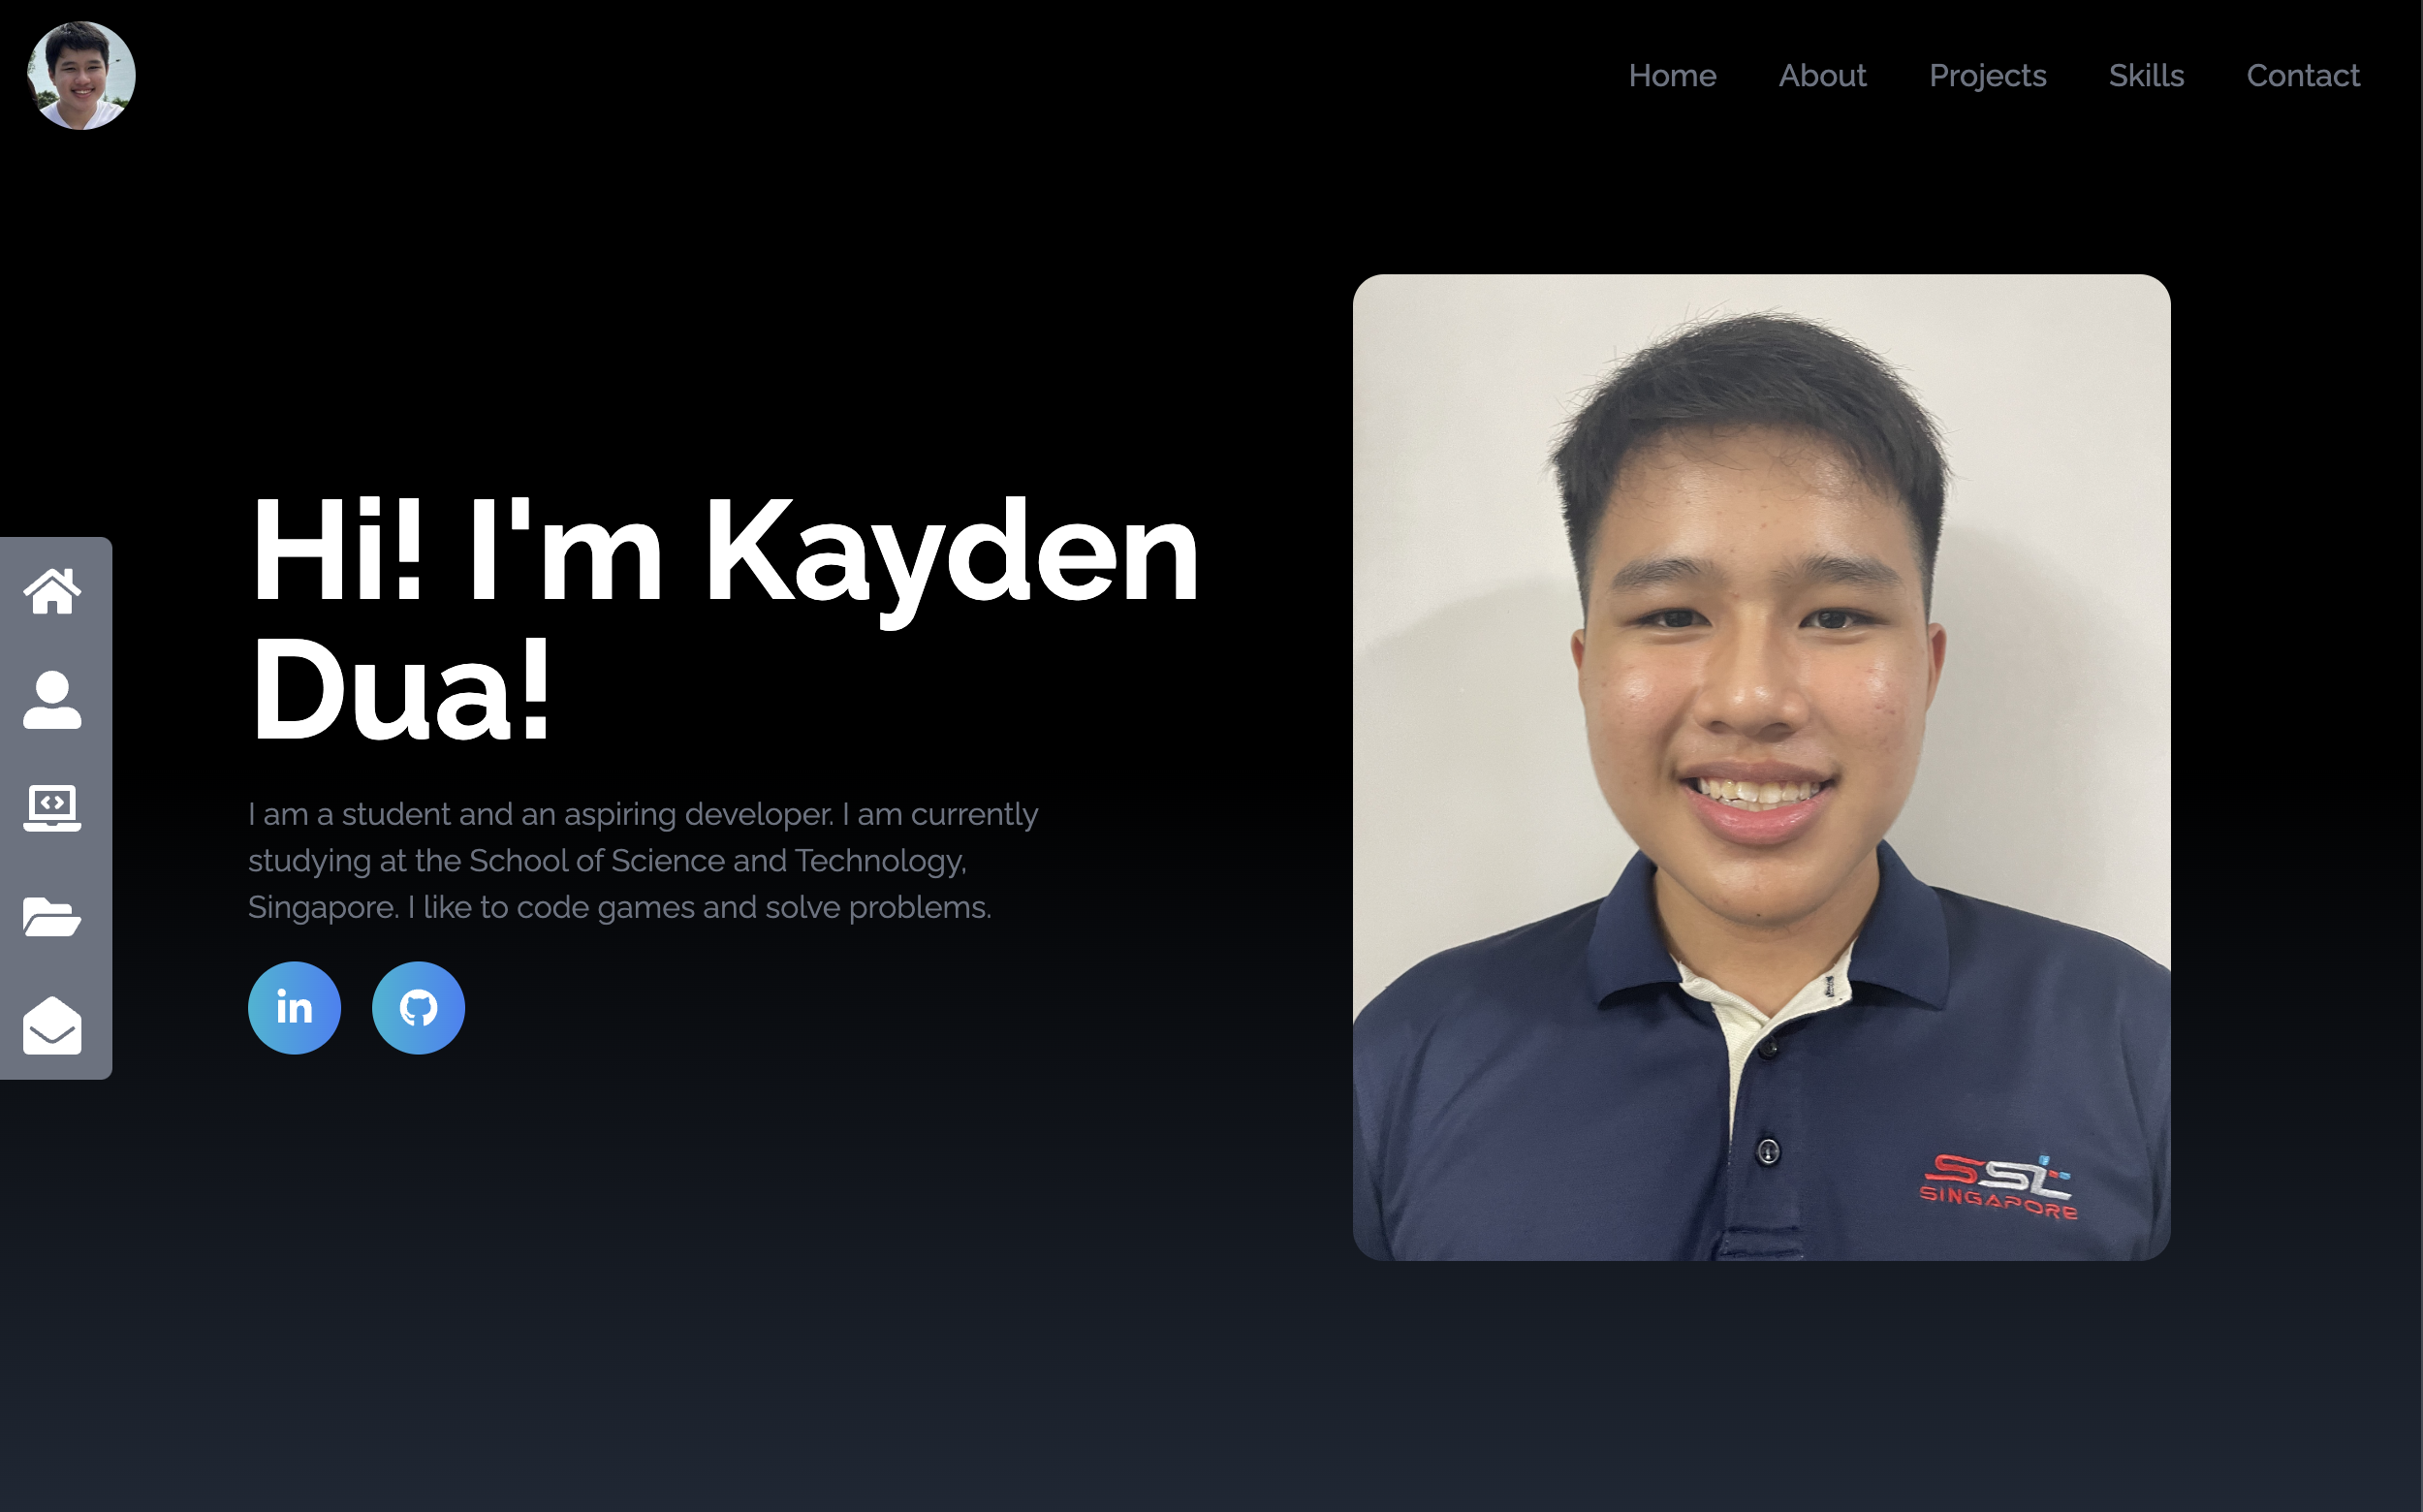 Home
About
Projects
Skills
Contact
Hi! I'm Kayden
Dua!
I am a student and an aspiring developer. I am currently
studying at the School of Science and Technology,
Singapore. I like to code games and solve problems.
in
SST
SINGAPORE